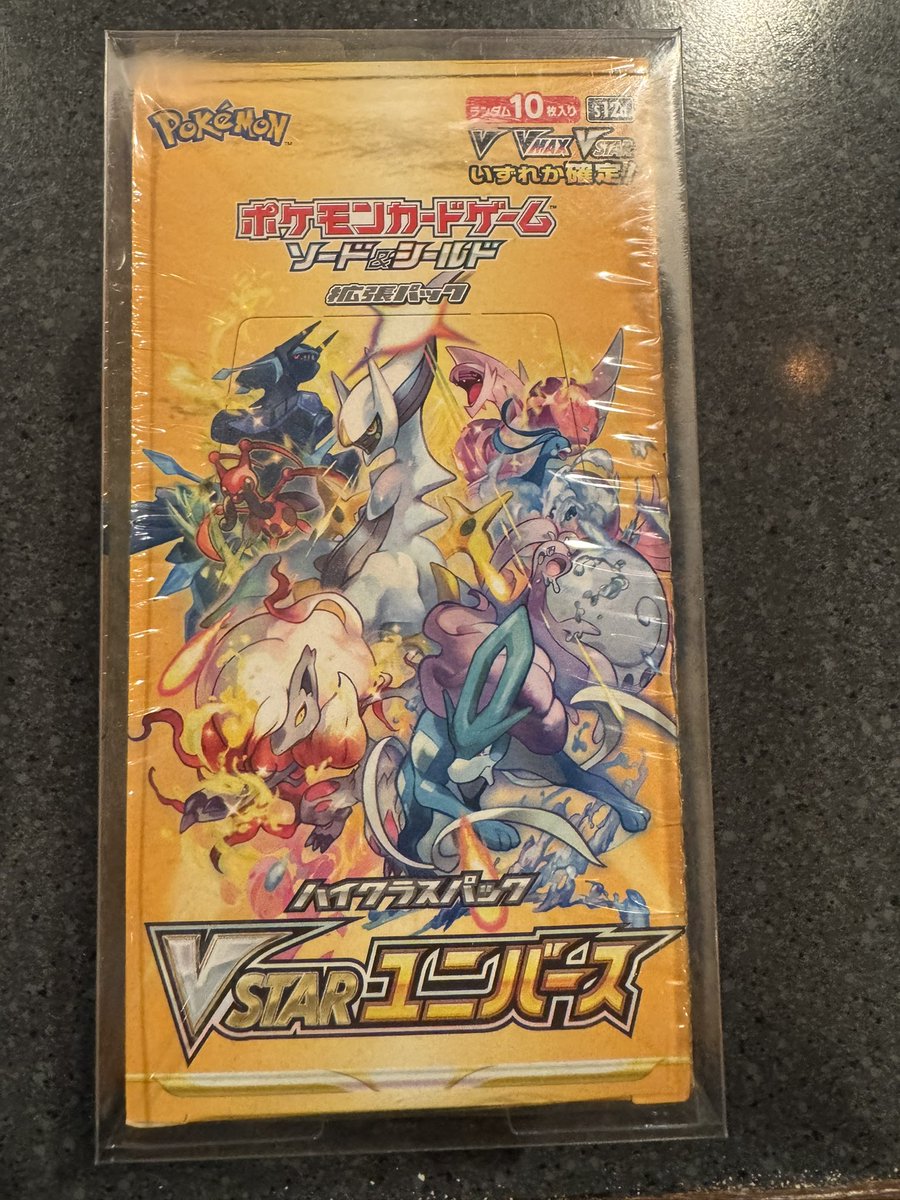 Pokémon
ランダム10枚入り s12a
V VMAX VSTAR
いずれか確定!
ポケモンカードゲーム
ソード&シールド
拡張パック
ハイクラスパック
VSTARユニバース